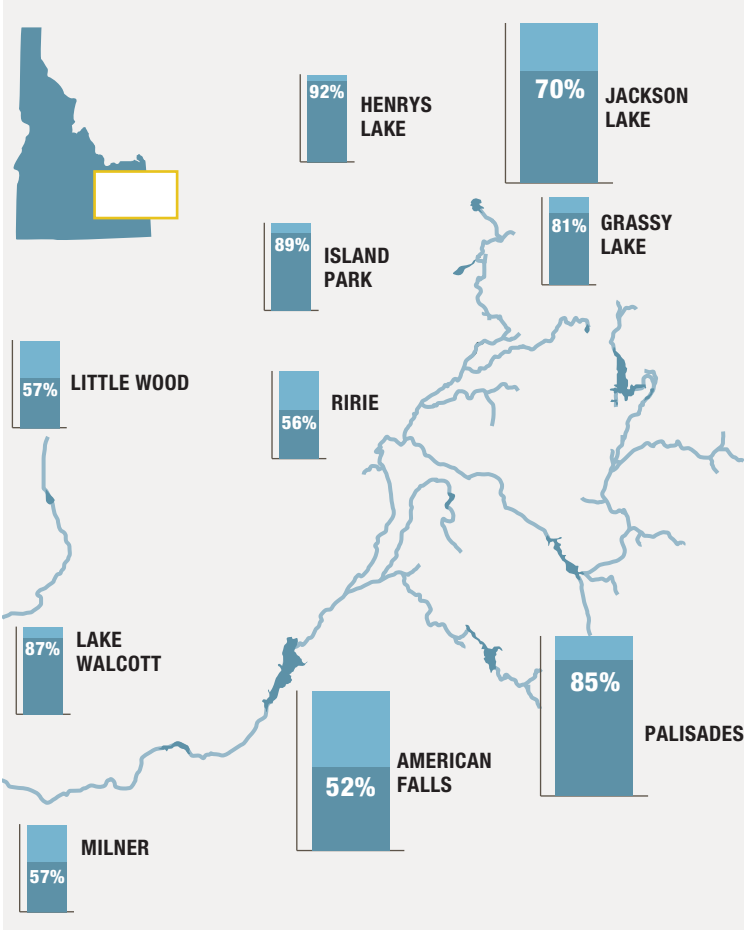 92%
HENRYS
LAKE
70%
JACKSON
LAKE
89%
ISLAND
PARK
81%
GRASSY
LAKE
57%
LITTLE WOOD
56%
RIRIE
87%
LAKE
WALCOTT
85%
PALISADES
52%
AMERICAN
FALLS
57%
MILNER